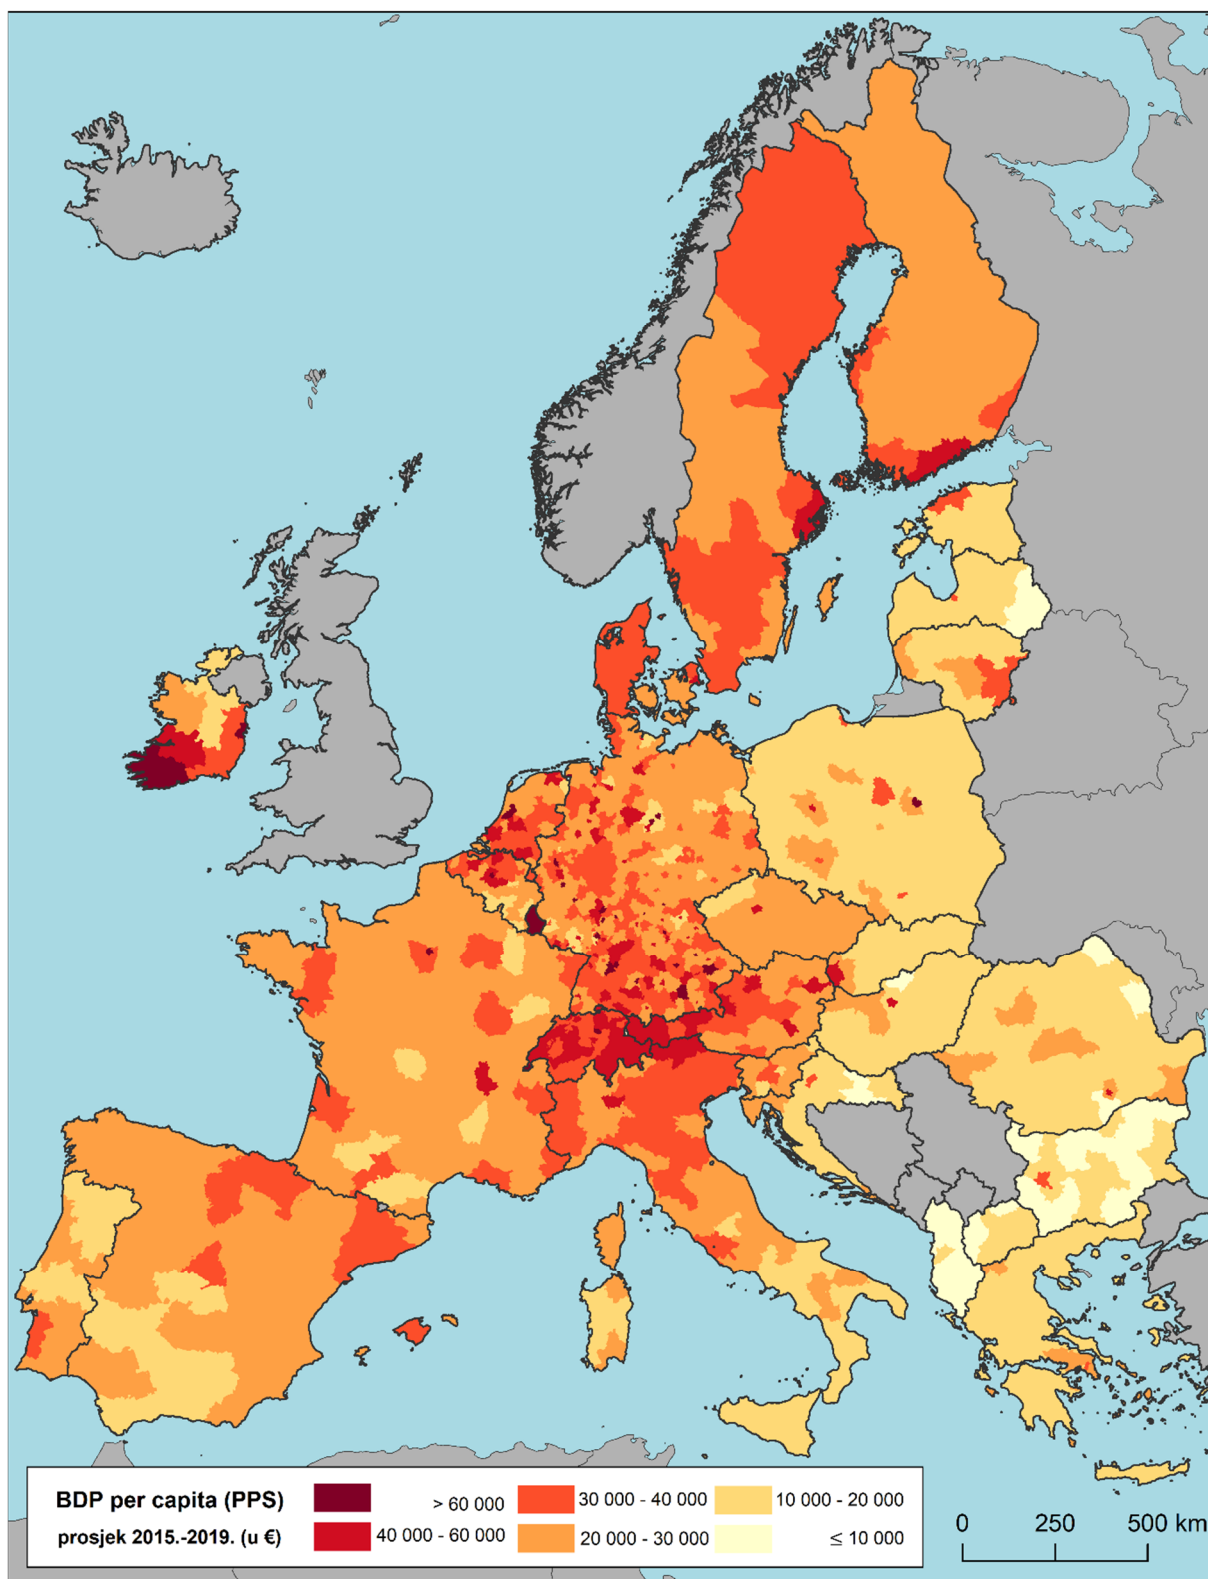 BDP per capita (PPS)
prosjek 2015.-2019. (u €)
> 60 000
40 000 - 60 000
30 000 - 40 000
20 000 - 30 000
10 000 - 20 000
≤ 10 000
0 250 500 km